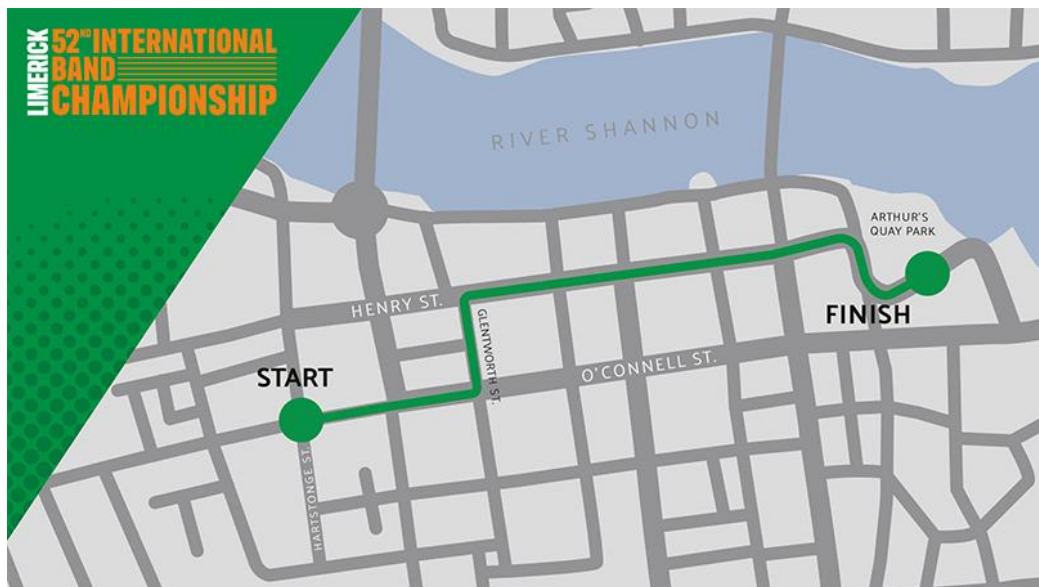 LIMERICK
52ND INTERNATIONAL
BAND
CHAMPIONSHIP
RIVER SHANNON
ARTHUR'S
QUAY PARK
HENRY ST.
GLENTWORTH ST.
FINISH
O'CONNELL ST.
START
HARTSTONGE ST.